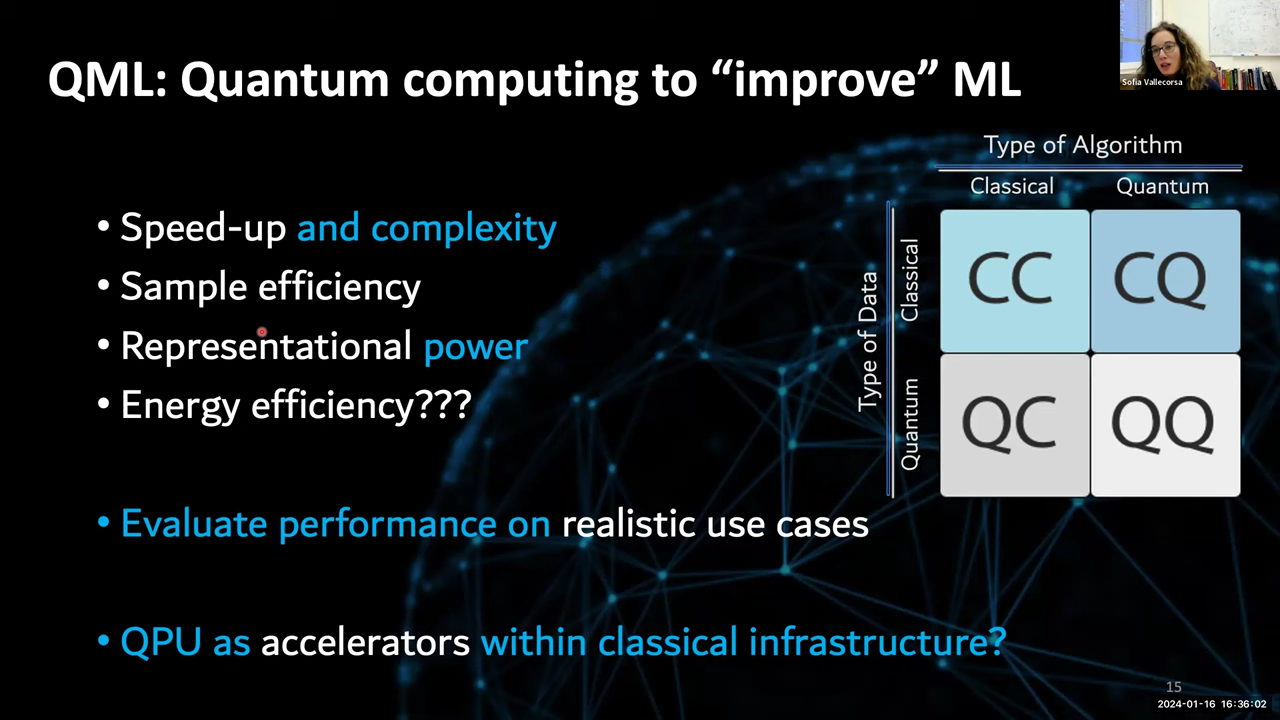 QML: Quantum computing to “improve” ML
Sofia Vallecorsa
• Speed-up and complexity
• Sample efficiency
• Representational power
• Energy efficiency???
• Evaluate performance on realistic use cases
• QPU as accelerators within classical infrastructure?
Type of Algorithm
Classical Quantum
Type of Data
Classical
Quantum
CC CQ
QC QQ
15
2024-01-16 16:36:02